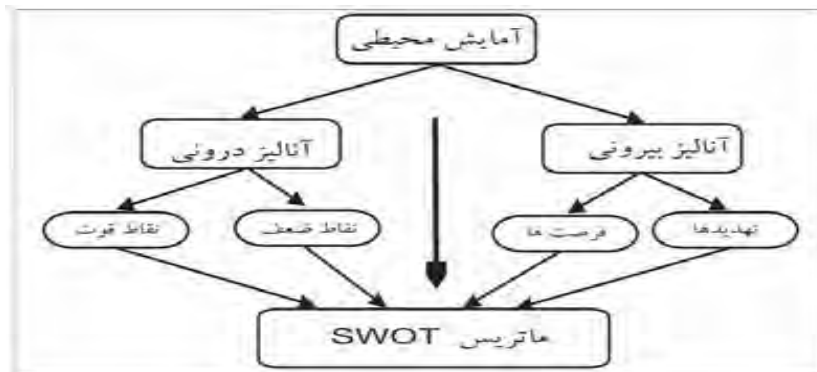 آمایش محیطی
آنالیز بیرونی
آنالیز درونی
تهدیدها
فرصت ها
نقاط ضعف
نقاط قوت
ماتریس SWOT